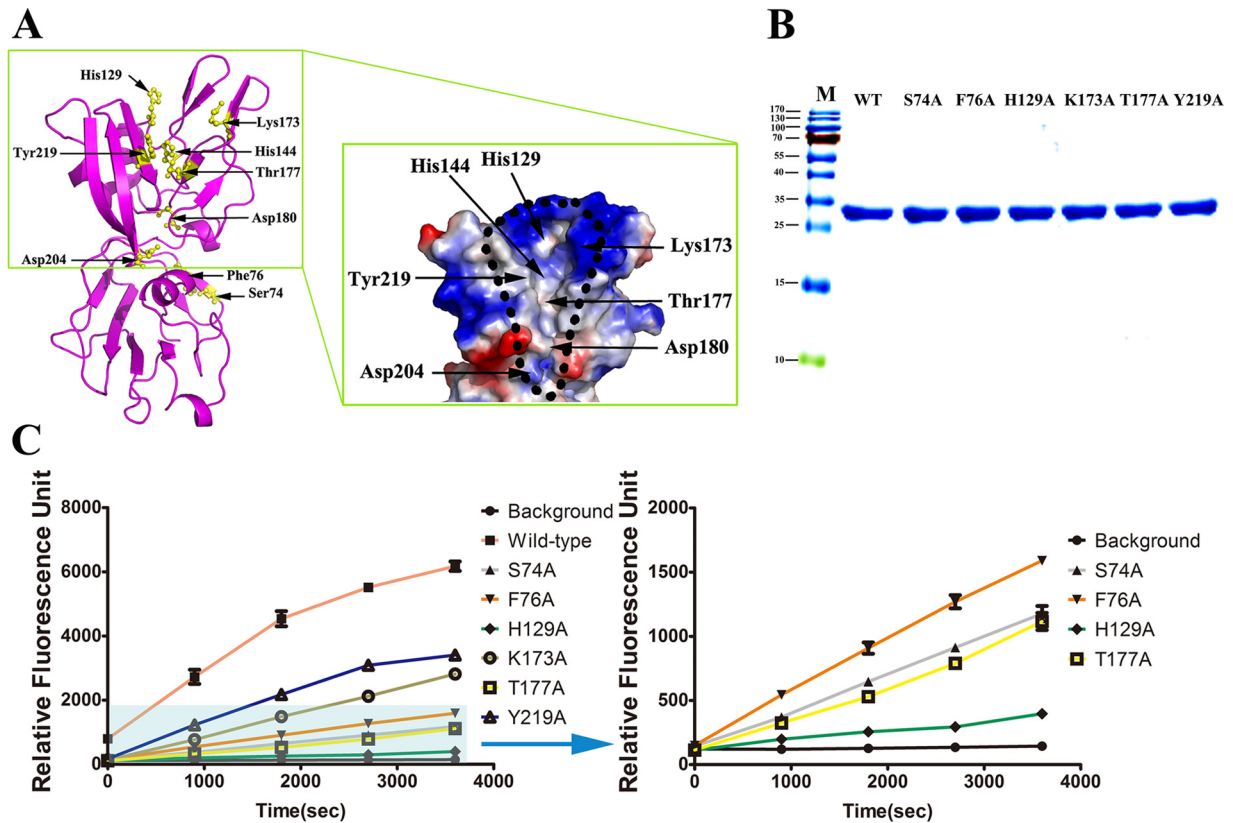 A
His129
Lys173
Tyr219
His144
Thr177
Asp180
Asp204
Phe76
Ser74
His144
His129
Lys173
Tyr219
Thr177
Asp180
Asp204
B
M WT S74A F76A H129A K173A T177A Y219A
170
130
100
70
55
40
35
25
15
10
C
Relative Fluorescence Unit
8000
6000
4000
2000
0
0 1000 2000 3000 4000
Time(sec)
Background
Wild-type
S74A
F76A
H129A
K173A
T177A
Y219A
Relative Fluorescence Unit
2000
1500
1000
500
0
0 1000 2000 3000 4000
Time(sec)
Background
S74A
F76A
H129A
T177A